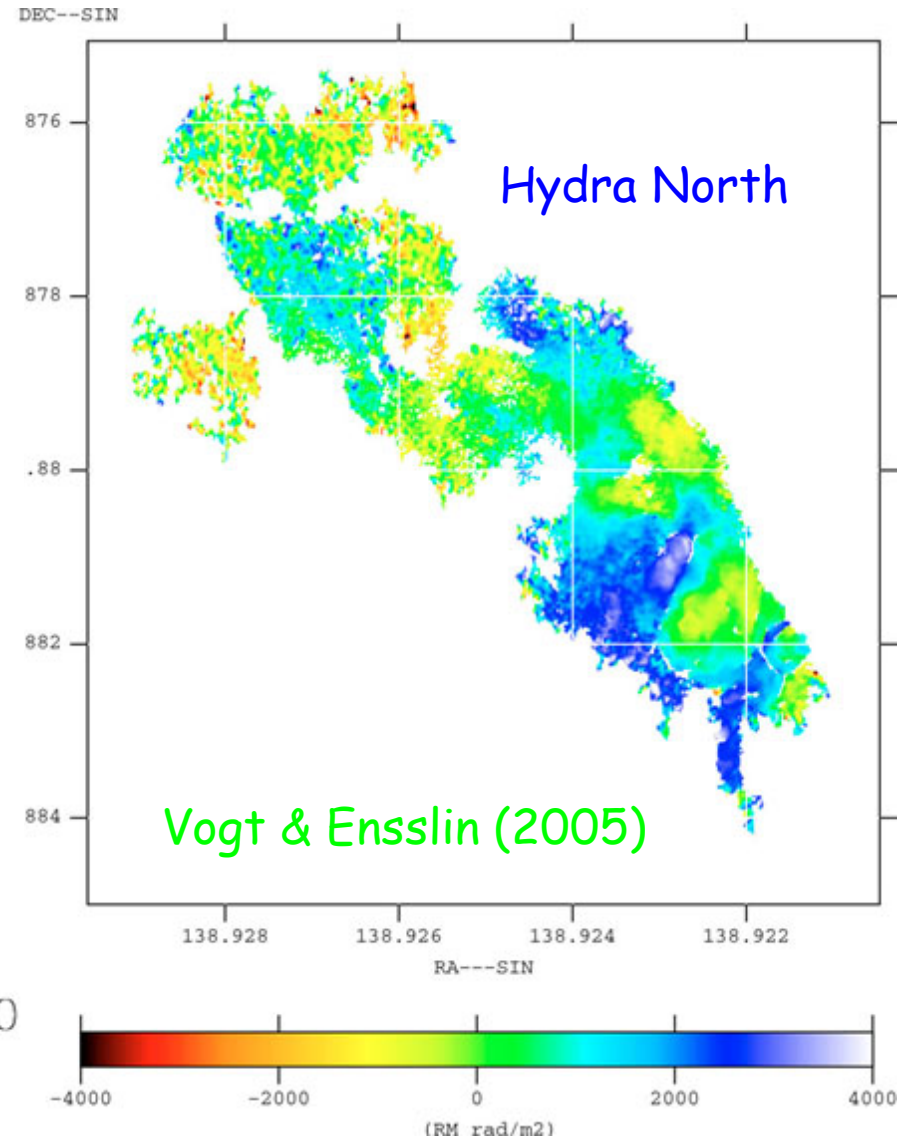 DEC--SIN
876
Hydra North
878
.88
882
884
Vogt & Ensslin (2005)
138.928 138.926 138.924 138.922
RA---SIN
0
-4000 -2000 0 2000 4000
(RM rad/m2)